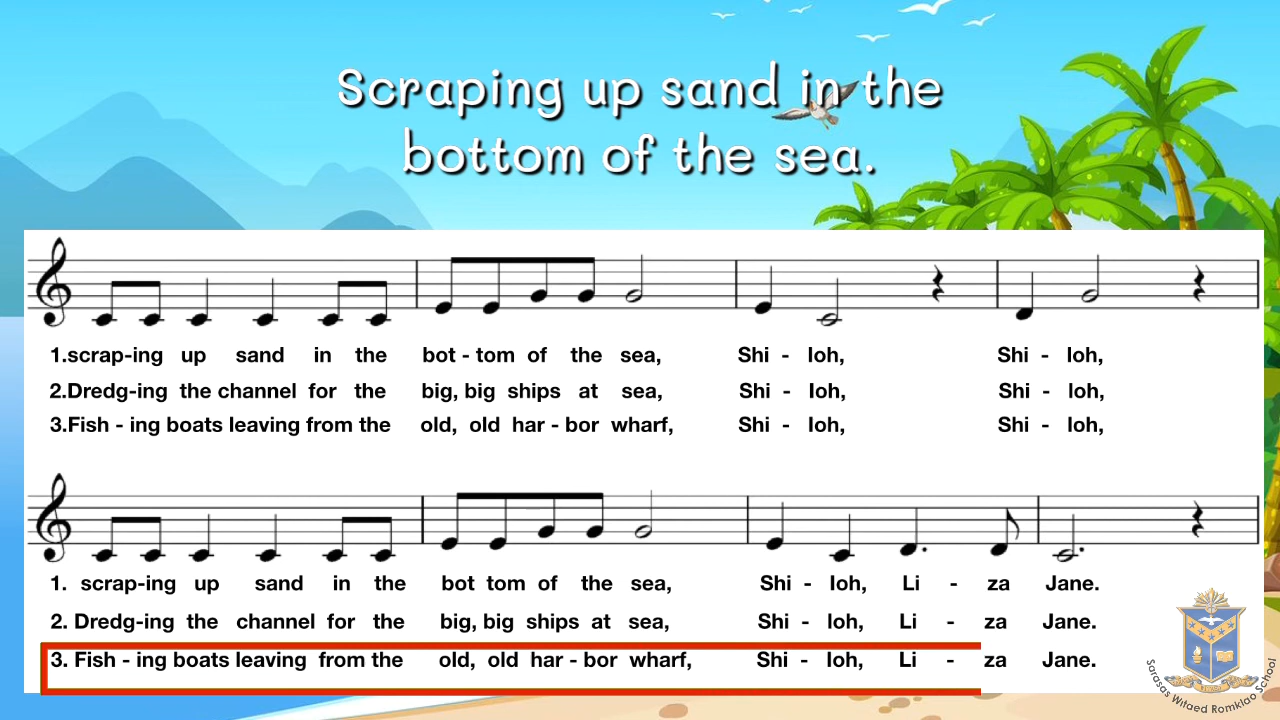 Scraping up sand in the
bottom of the sea.
1.scrap-ing up sand in the bot - tom of the sea, Shi - loh, Shi - loh,
2.Dredg-ing the channel for the big, big ships at sea, Shi - loh, Shi - loh,
3.Fish - ing boats leaving from the old, old har - bor wharf, Shi - loh, Shi - loh,
1. scrap-ing up sand in the bot tom of the sea, Shi - loh, Li - za Jane.
2. Dredg-ing the channel for the big, big ships at sea, Shi - loh, Li - za Jane.
3. Fish - ing boats leaving from the old, old har - bor wharf, Shi - loh, Li - za Jane.
Sarasas Witaed Romklao School